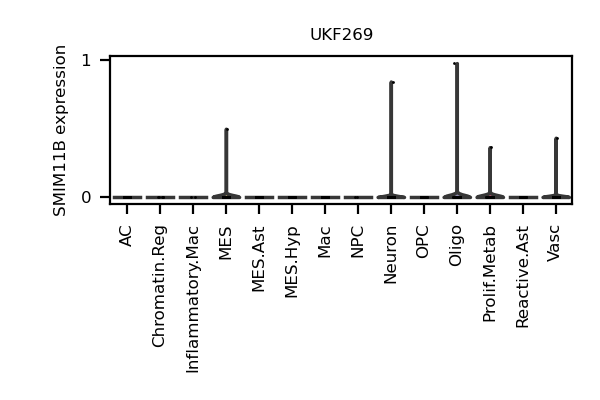 UKF269
SMIM11B expression
1
0
AC
Chromatin.Reg
Inflammatory.Mac
MES
MES.Ast
MES.Hyp
Mac
NPC
Neuron
OPC
Oligo
Prolif.Metab
Reactive.Ast
Vasc